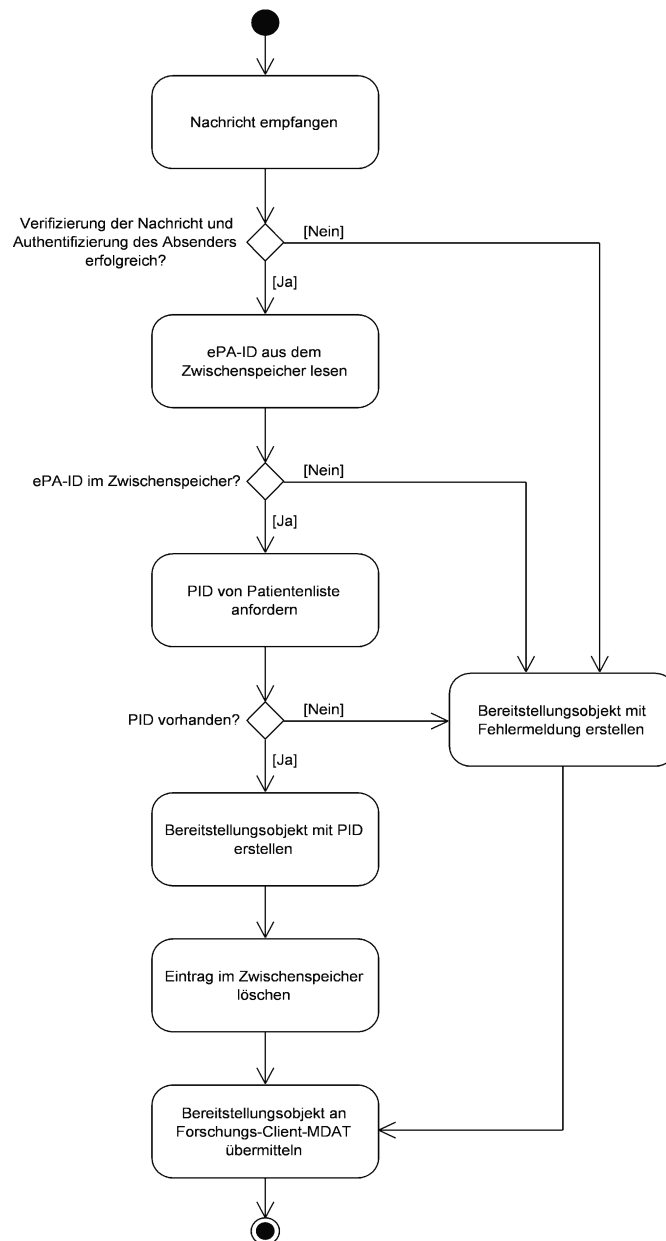 Nachricht empfangen
Verifizierung der Nachricht und
Authentifizierung des Absenders
erfolgreich?
[Nein]
[Ja]
ePA-ID aus dem
Zwischenspeicher lesen
ePA-ID im Zwischenspeicher?
[Nein]
[Ja]
PID von Patientenliste
anfordern
PID vorhanden?
[Nein]
[Ja]
Bereitstellungsobjekt mit
Fehlermeldung erstellen
Bereitstellungsobjekt mit PID
erstellen
Eintrag im Zwischenspeicher
löschen
Bereitstellungsobjekt an
Forschungs-Client-MDAT
übermitteln